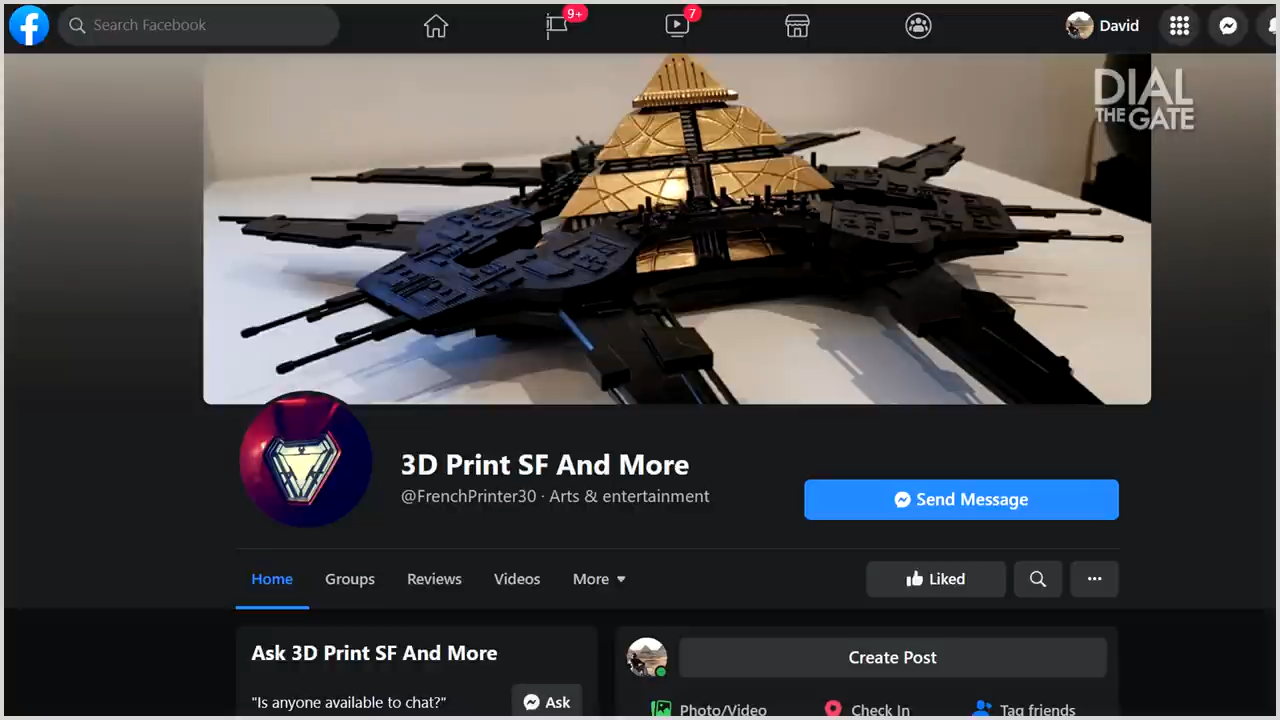 Search Facebook
9+
7
David
DIAL
THE GATE
3D Print SF And More
@FrenchPrinter30 · Arts & entertainment
Send Message
Home
Groups
Reviews
Videos
More
Liked
Ask 3D Print SF And More
Create Post
"Is anyone available to chat?"
Ask
Photo/Video
Check In
Tag friends